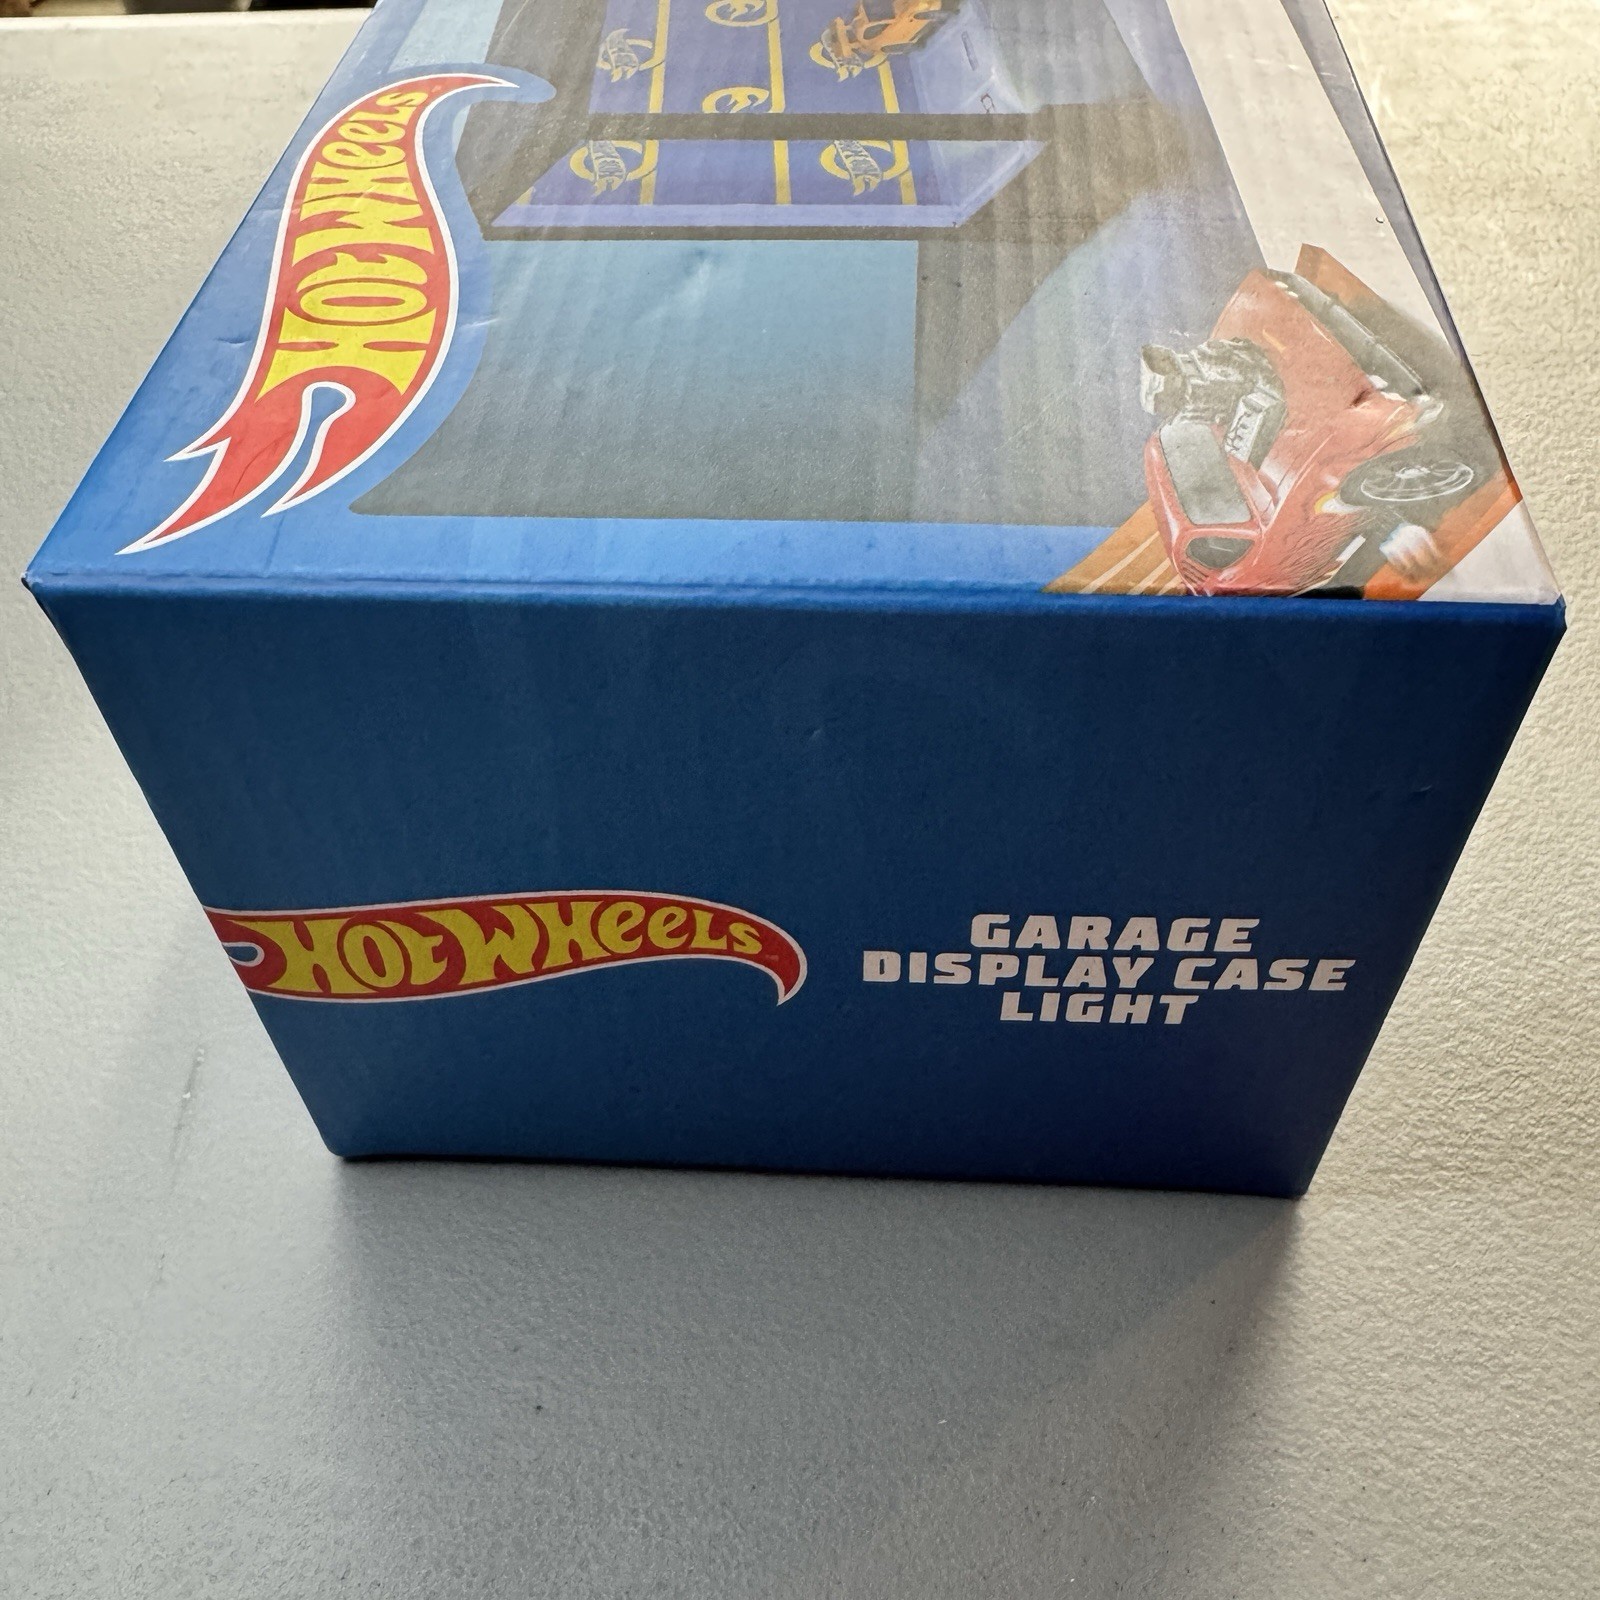 HOT WHEELS
HOT WHEELS
GARAGE
DISPLAY CASE
LIGHT